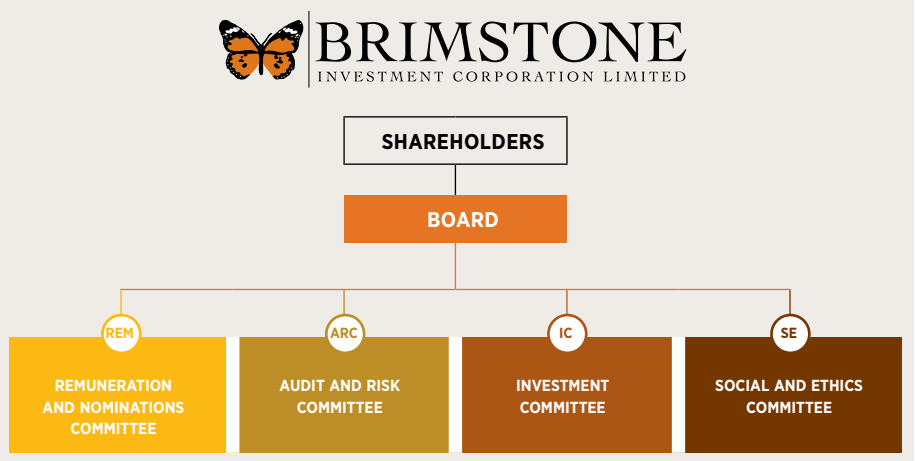 BRIMSTONE
INVESTMENT CORPORATION LIMITED
SHAREHOLDERS
BOARD
REM
ARC
IC
SE
REMUNERATION
AND NOMINATIONS
COMMITTEE
AUDIT AND RISK
COMMITTEE
INVESTMENT
COMMITTEE
SOCIAL AND ETHICS
COMMITTEE